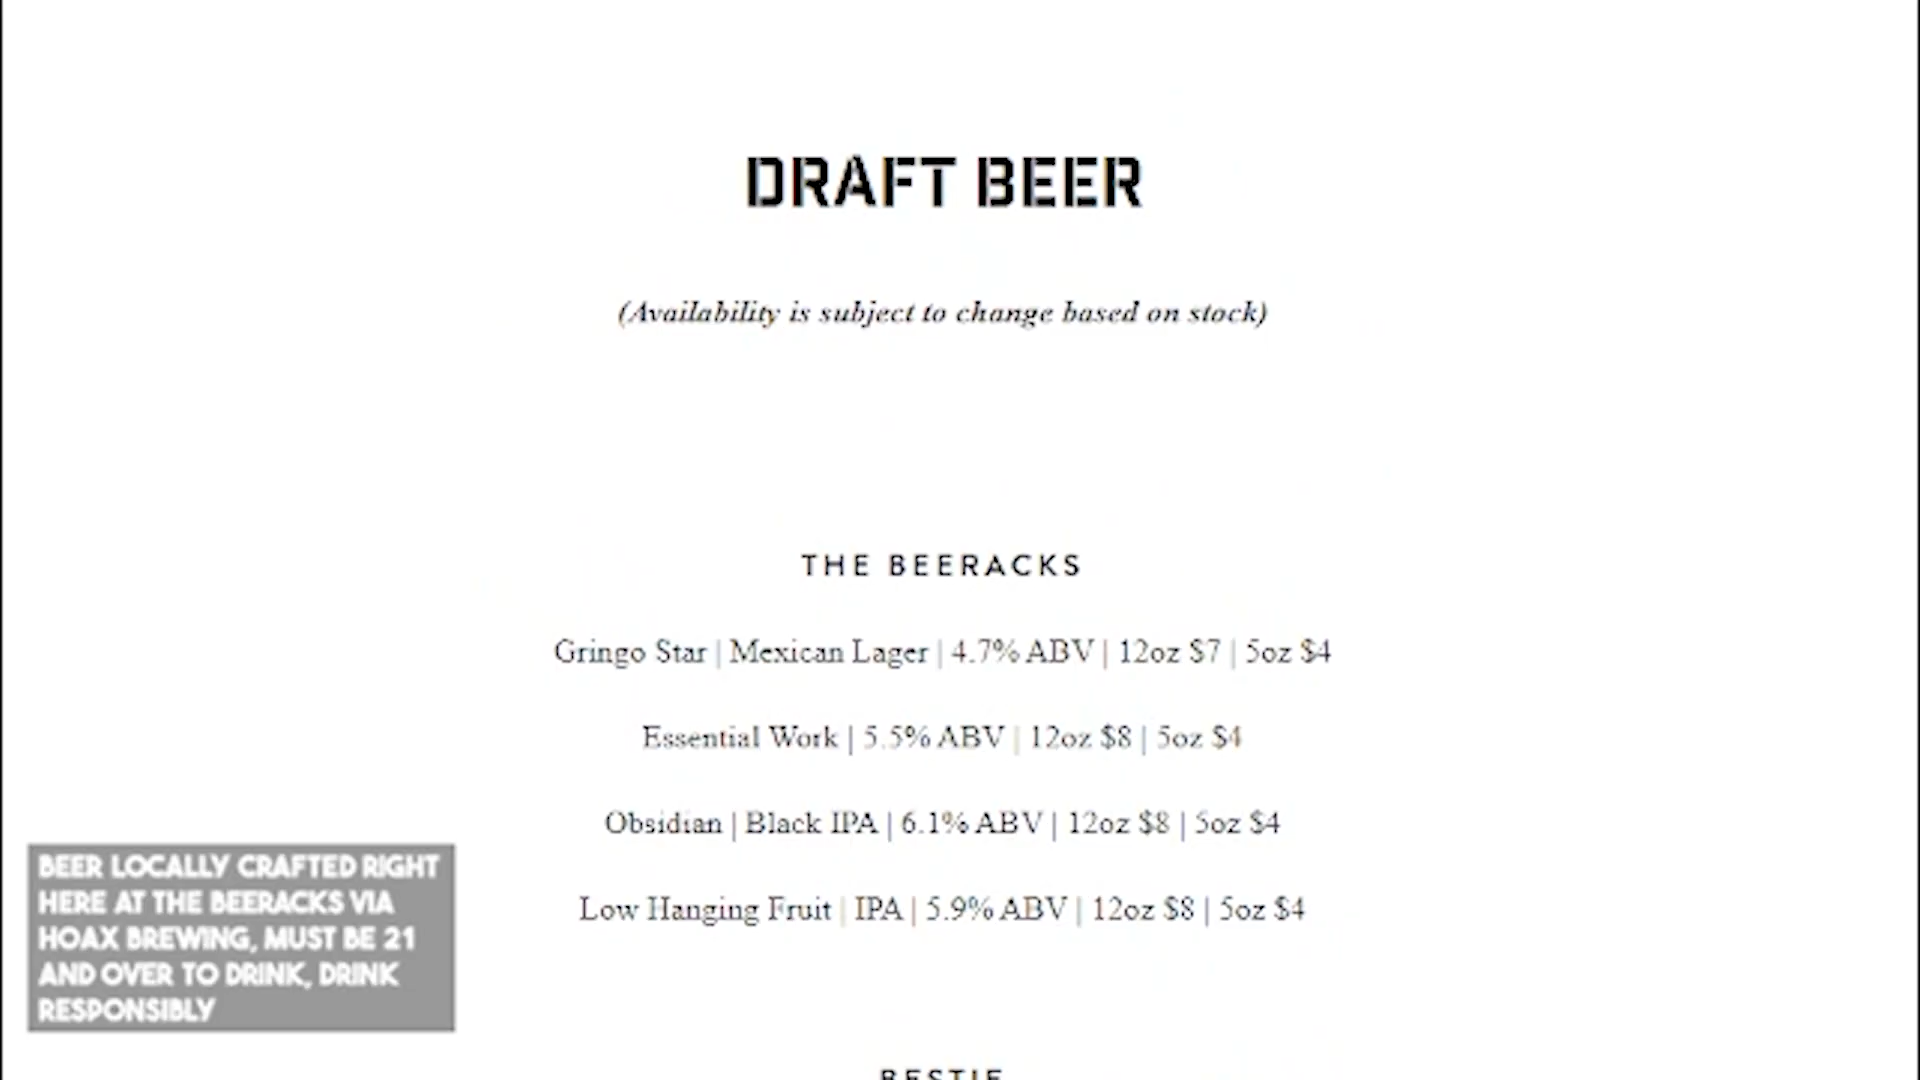 DRAFT BEER
(Availability is subject to change based on stock)
THE BEERACKS
Gringo Star | Mexican Lager | 4.7% ABV | 12oz $7 | 5oz $4
Essential Work | 5.5% ABV | 12oz $8 | 5oz $4
Obsidian | Black IPA | 6.1% ABV | 12oz $8 | 5oz $4
Low Hanging Fruit | IPA | 5.9% ABV | 12oz $8 | 5oz $4
BEER LOCALLY CRAFTED RIGHT
HERE AT THE BEERACKS VIA
HOAX BREWING, MUST BE 21
AND OVER TO DRINK, DRINK
RESPONSIBLY
BESTIE